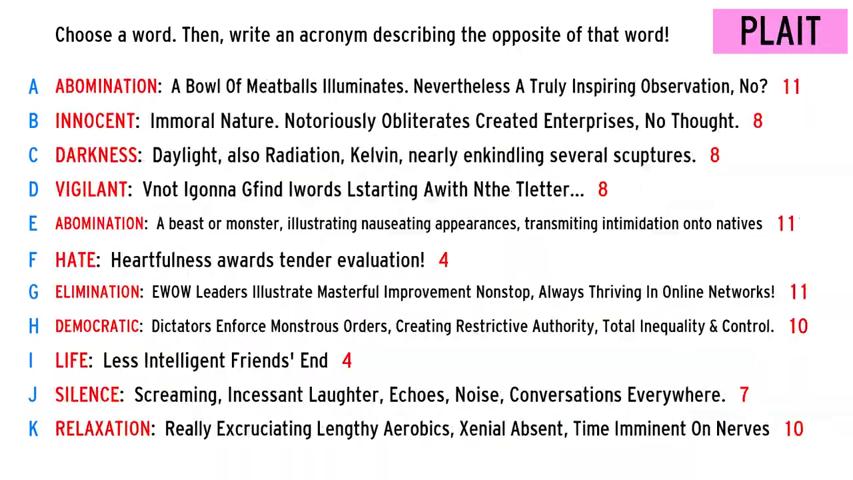 Choose a word. Then, write an acronym describing the opposite of that word!
PLAIT
A ABOMINATION: A Bowl Of Meatballs Illuminates. Nevertheless A Truly Inspiring Observation, No? 11
B INNOCENT: Immoral Nature. Notoriously Obliterates Created Enterprises, No Thought. 8
C DARKNESS: Daylight, also Radiation, Kelvin, nearly enkindling several scuptures. 8
D VIGILANT: Vnot Igonna Gfind Iwords Lstarting Awith Nthe Tletter... 8
E ABOMINATION: A beast or monster, illustrating nauseating appearances, transmiting intimidation onto natives 11
F HATE: Heartfulness awards tender evaluation! 4
G ELIMINATION: EWOW Leaders Illustrate Masterful Improvement Nonstop, Always Thriving In Online Networks! 11
H DEMOCRATIC: Dictators Enforce Monstrous Orders, Creating Restrictive Authority, Total Inequality & Control. 10
I LIFE: Less Intelligent Friends' End 4
J SILENCE: Screaming, Incessant Laughter, Echoes, Noise, Conversations Everywhere. 7
K RELAXATION: Really Excruciating Lengthy Aerobics, Xenial Absent, Time Imminent On Nerves 10